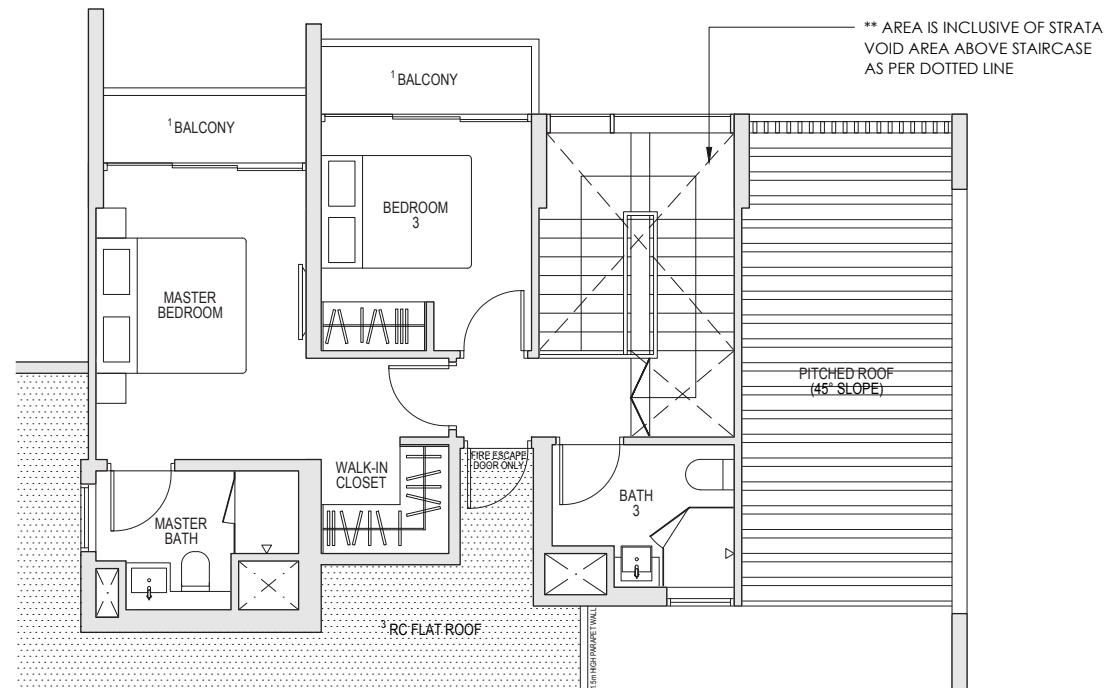 ** AREA IS INCLUSIVE OF STRATA
VOID AREA ABOVE STAIRCASE
AS PER DOTTED LINE
1 BALCONY
1 BALCONY
BEDROOM
3
MASTER
BEDROOM
PITCHED ROOF
(45° SLOPE)
FIRE ESCAPE
DOOR ONLY
WALK-IN
CLOSET
BATH
3
MASTER
BATH
3 RC FLAT ROOF
1.5m HIGH PARAPET WALL